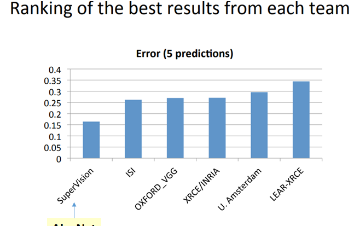 Ranking of the best results from each team
Error (5 predictions)
0.4
0.35
0.3
0.25
0.2
0.15
0.1
0.05
0
SuperVision
ISI
OXFORD_VGG
XRCE/INRIA
U. Amsterdam
LEAR-XRCE